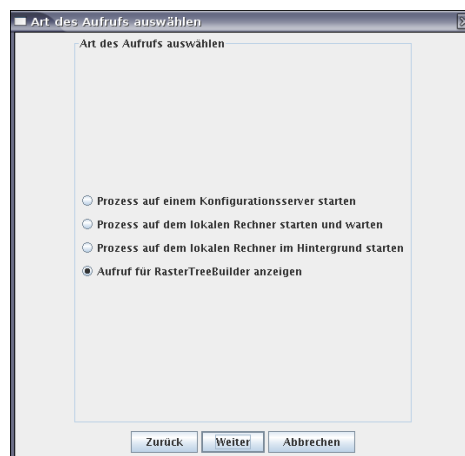 Art des Aufrufs auswählen
Art des Aufrufs auswählen
Prozess auf einem Konfigurationsserver starten
Prozess auf dem lokalen Rechner starten und warten
Prozess auf dem lokalen Rechner im Hintergrund starten
Aufruf für RasterTreeBuilder anzeigen
Zurück Weiter Abbrechen